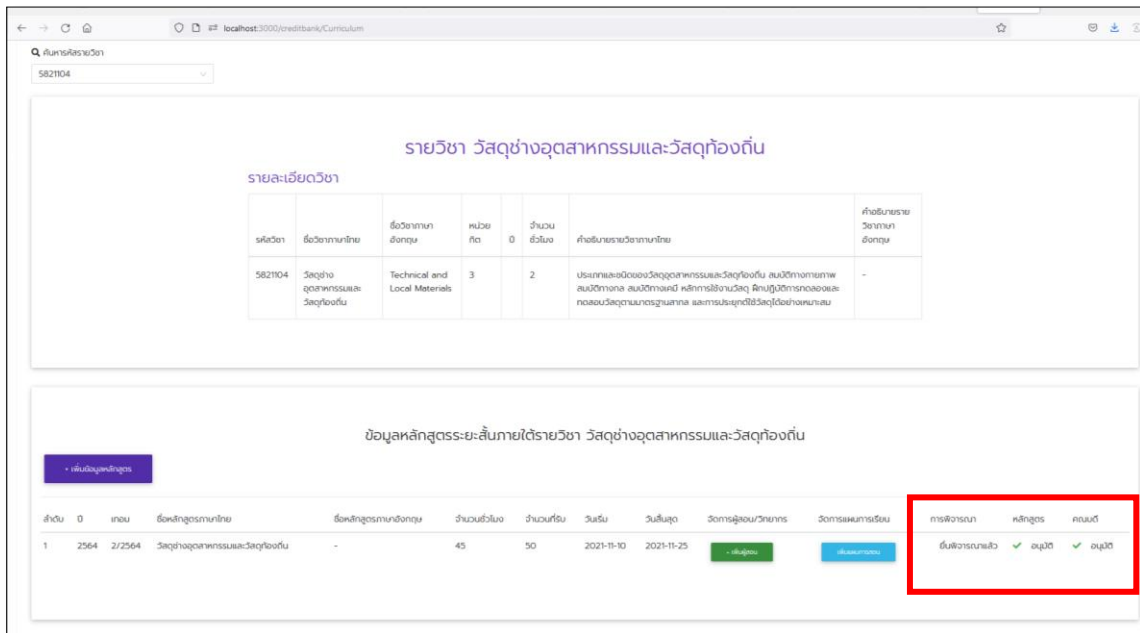 localhost:3000/creditbank/Curriculum
ค้นหารหัสรายวิชา
5821104
รายวิชา วัสดุช่างอุตสาหกรรมและวัสดุท้องถิ่น
รายละเอียดวิชา
รหัสวิชา ชื่อวิชาภาษาไทย ชื่อวิชาภาษาอังกฤษ หน่วยกิต ปี จำนวนชั่วโมง คำอธิบายรายวิชาภาษาไทย คำอธิบายรายวิชาภาษาอังกฤษ
5821104 วัสดุช่าง Technical and 3 2 ประเภทและชนิดของวัสดุอุตสาหกรรมและวัสดุท้องถิ่น สมบัติทางกายภาพ -
อุตสาหกรรมและ Local Materials สมบัติทางกล สมบัติทางเคมี หลักการใช้งานวัสดุ ฝึกปฏิบัติการทดลองและ
วัสดุท้องถิ่น ทดสอบวัสดุตามมาตรฐานสากล และการประยุกต์ใช้วัสดุได้อย่างเหมาะสม
ข้อมูลหลักสูตรระยะสั้นภายใต้รายวิชา วัสดุช่างอุตสาหกรรมและวัสดุท้องถิ่น
+ เพิ่มข้อมูลหลักสูตร
ลำดับ ปี เทอม ชื่อหลักสูตรภาษาไทย ชื่อหลักสูตรภาษาอังกฤษ จำนวนชั่วโมง จำนวนที่รับ วันเริ่ม วันสิ้นสุด จัดการผู้สอน/วิทยากร จัดการแผนการเรียน การพิจารณา หลักสูตร คณบดี
1 2564 2/2564 วัสดุช่างอุตสาหกรรมและวัสดุท้องถิ่น - 45 50 2021-11-10 2021-11-25 + เพิ่มผู้สอน เพิ่มแผนการสอน ยื่นพิจารณาแล้ว อนุมัติ อนุมัติ